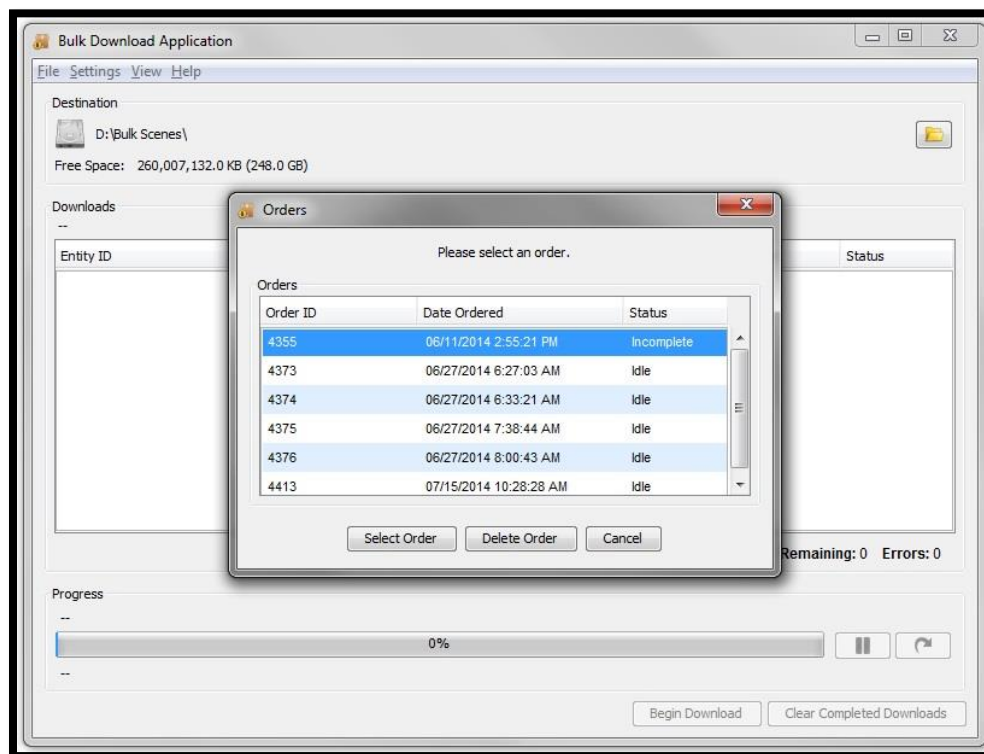 Bulk Download Application
File Settings View Help
Destination
D:\Bulk Scenes\
Free Space: 260,007,132.0 KB (248.0 GB)
Downloads
--
Entity ID Status
Orders
Please select an order.
Orders
Order ID Date Ordered Status
4355 06/11/2014 2:55:21 PM Incomplete
4373 06/27/2014 6:27:03 AM Idle
4374 06/27/2014 6:33:21 AM Idle
4375 06/27/2014 7:38:44 AM Idle
4376 06/27/2014 8:00:43 AM Idle
4413 07/15/2014 10:28:28 AM Idle
Select Order Delete Order Cancel
Remaining: 0 Errors: 0
Progress
--
0%
--
Begin Download Clear Completed Downloads